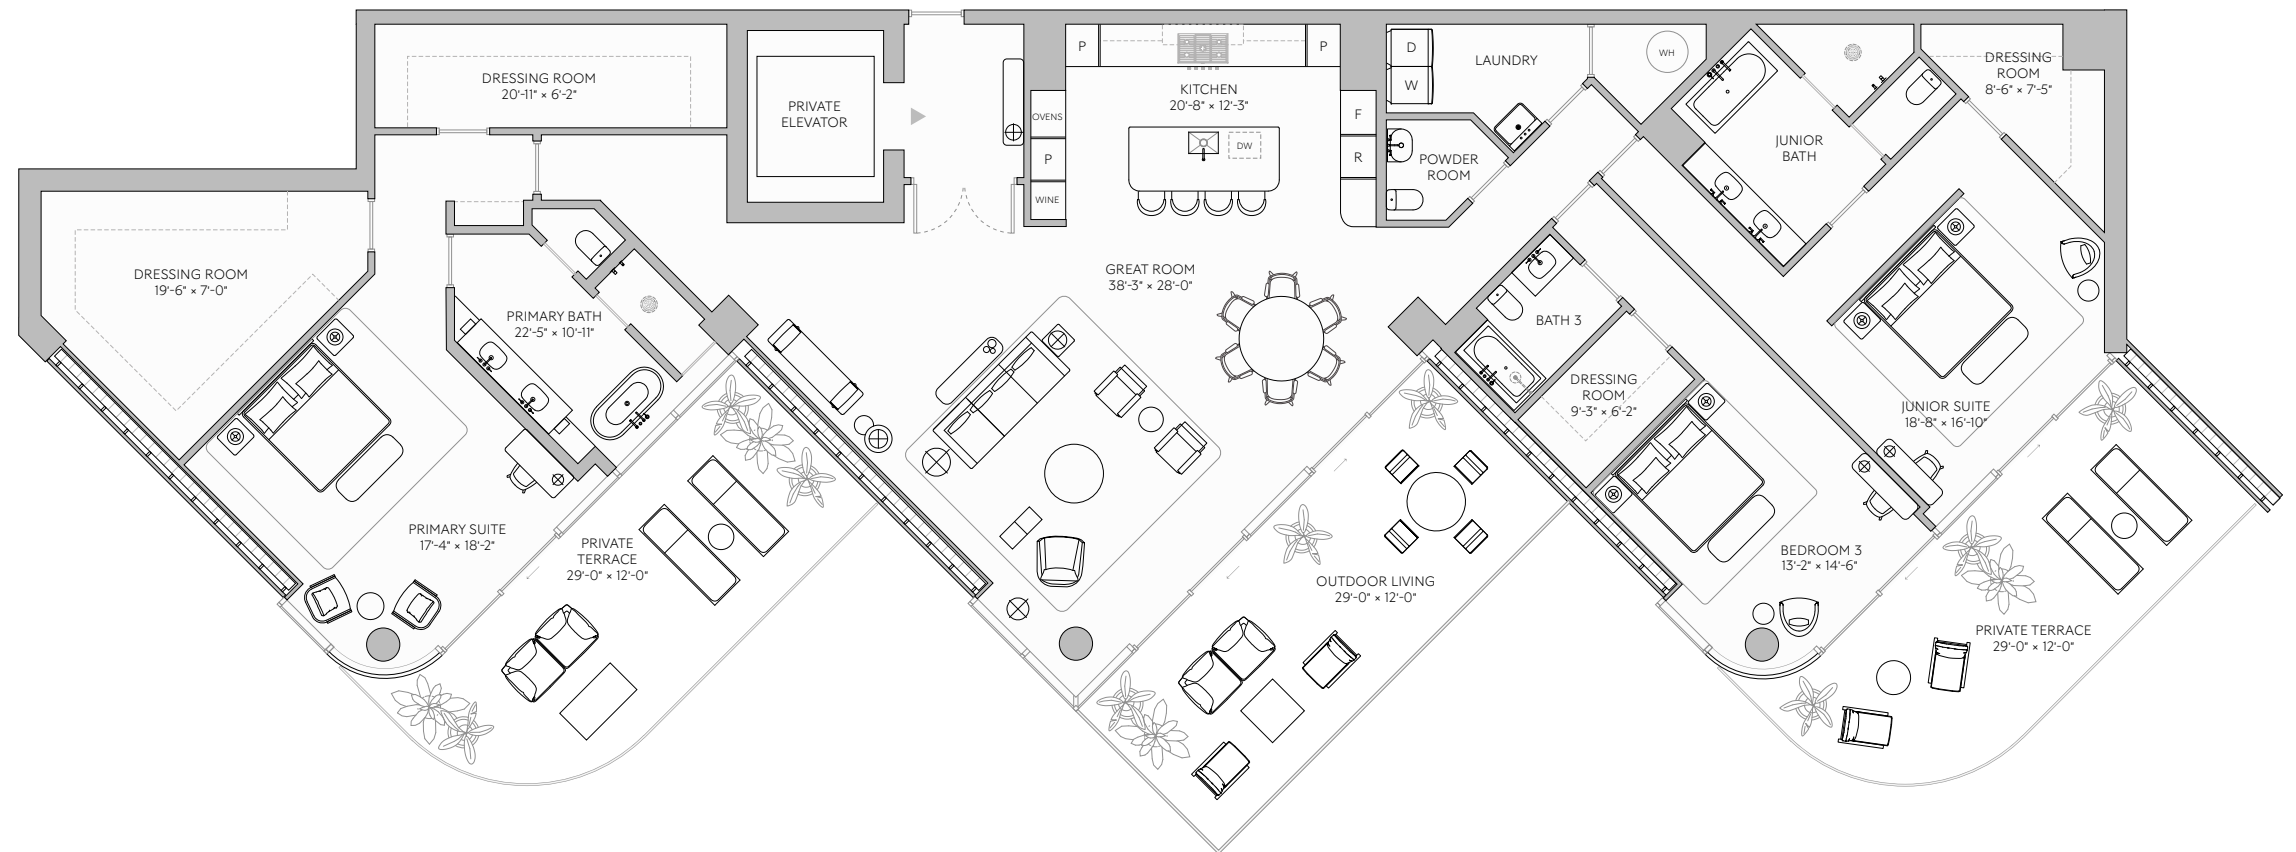 DRESSING ROOM
20'-11" × 6'-2"
PRIVATE
ELEVATOR
DRESSING ROOM
19'-6" × 7'-0"
PRIMARY BATH
22'-5" × 10'-11"
PRIMARY SUITE
17'-4" × 18'-2"
PRIVATE
TERRACE
29'-0" × 12'-0"
P
P
KITCHEN
20'-8" × 12'-3"
OVENS
P
WINE
DW
F
R
GREAT ROOM
38'-3" × 28'-0"
OUTDOOR LIVING
29'-0" × 12'-0"
D
W
LAUNDRY
WH
POWDER
ROOM
JUNIOR
BATH
DRESSING
ROOM
8'-6" × 7'-5"
BATH 3
DRESSING
ROOM
9'-3" × 6'-2"
JUNIOR SUITE
18'-8" × 16'-10"
BEDROOM 3
13'-2" × 14'-6"
PRIVATE TERRACE
29'-0" × 12'-0"